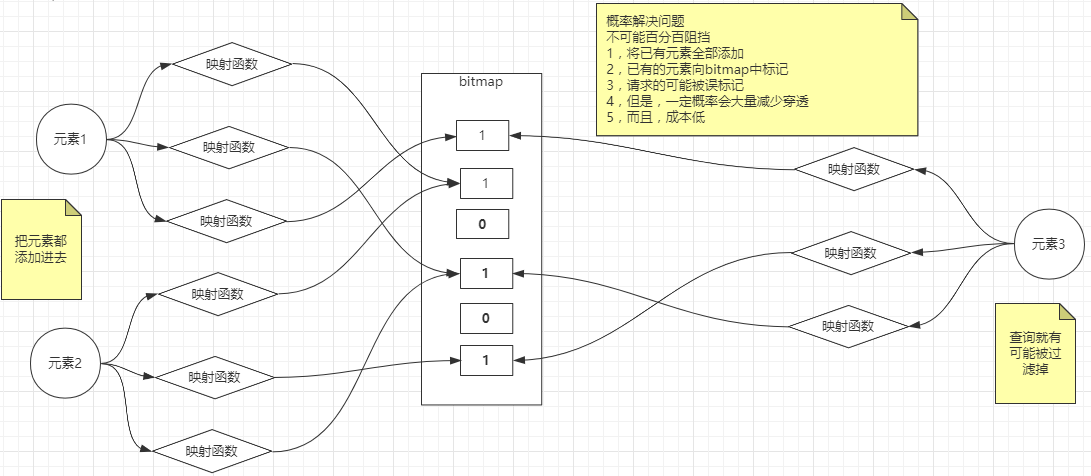 概率解决问题
不可能百分百阻挡
1，将已有元素全部添加
2，已有的元素向bitmap中标记
3，请求的可能被误标记
4，但是，一定概率会大量减少穿透
5，而且，成本低
映射函数
bitmap
元素1
映射函数
1
映射函数
映射函数
1
映射函数
把元素都
添加进去
0
元素3
映射函数
映射函数
1
0
映射函数
查询就有
可能被过
滤掉
元素2
映射函数
1
映射函数